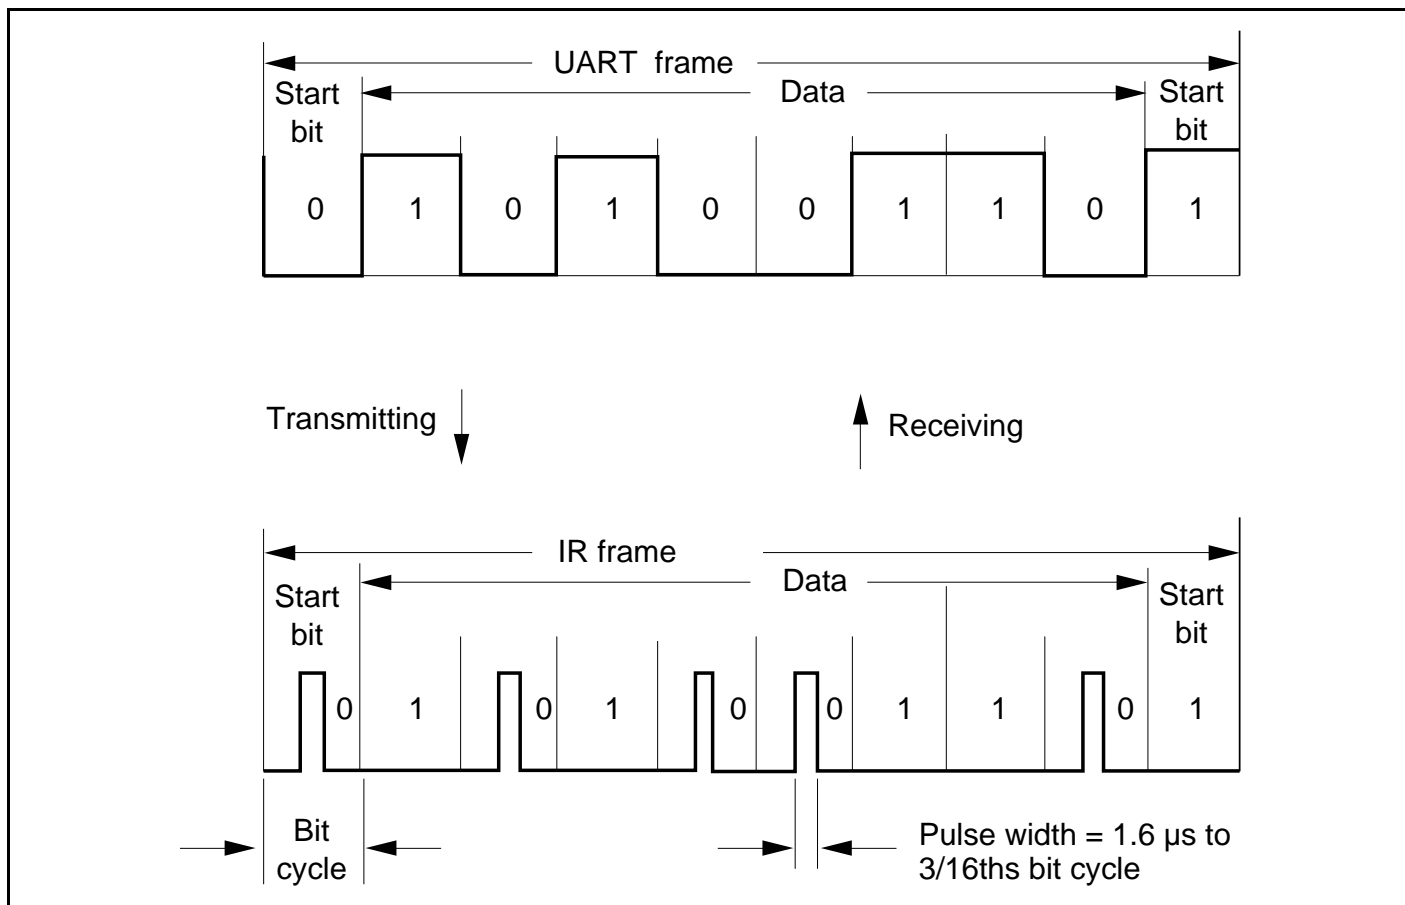 UART frame
Start
bit
Data
Start
bit
0 1 0 1 0 0 1 1 0 1
Transmitting
Receiving
IR frame
Start
bit
Data
Start
bit
0 1 0 1 0 0 1 1 0 1
Bit
cycle
Pulse width = 1.6 µs to
3/16ths bit cycle